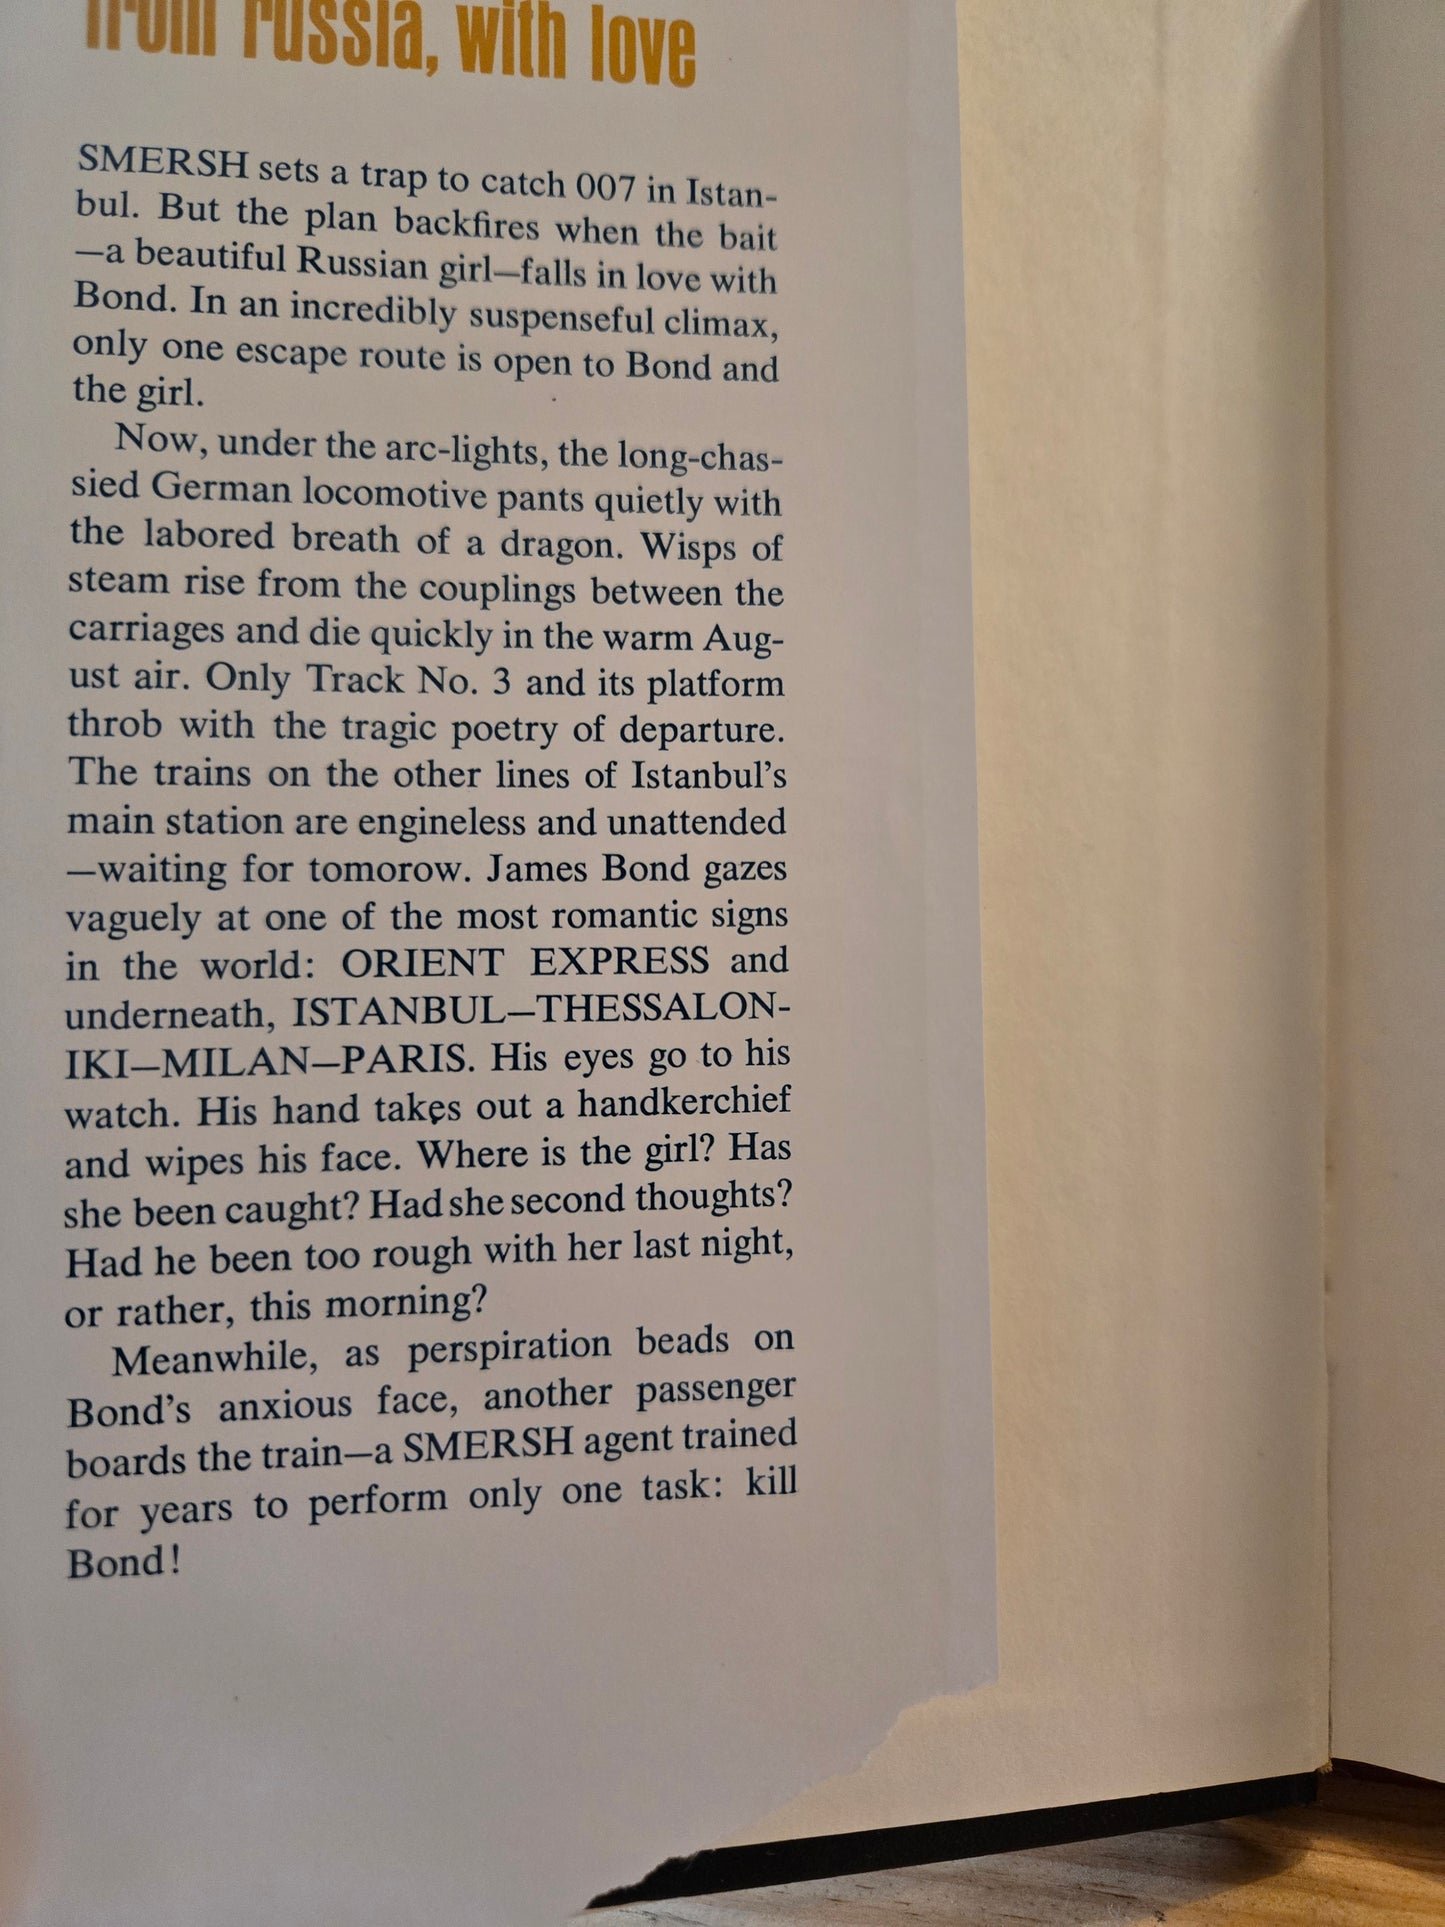 from russia, with love
SMERSH sets a trap to catch 007 in Istan-
bul. But the plan backfires when the bait
—a beautiful Russian girl—falls in love with
Bond. In an incredibly suspenseful climax,
only one escape route is open to Bond and
the girl.
Now, under the arc-lights, the long-chas-
sied German locomotive pants quietly with
the labored breath of a dragon. Wisps of
steam rise from the couplings between the
carriages and die quickly in the warm Aug-
ust air. Only Track No. 3 and its platform
throb with the tragic poetry of departure.
The trains on the other lines of Istanbul's
main station are engineless and unattended
—waiting for tomorow. James Bond gazes
vaguely at one of the most romantic signs
in the world: ORIENT EXPRESS and
underneath, ISTANBUL—THESSALON-
IKI—MILAN—PARIS. His eyes go to his
watch. His hand takes out a handkerchief
and wipes his face. Where is the girl? Has
she been caught? Had she second thoughts?
Had he been too rough with her last night,
or rather, this morning?
Meanwhile, as perspiration beads on
Bond's anxious face, another passenger
boards the train—a SMERSH agent trained
for years to perform only one task: kill
Bond!